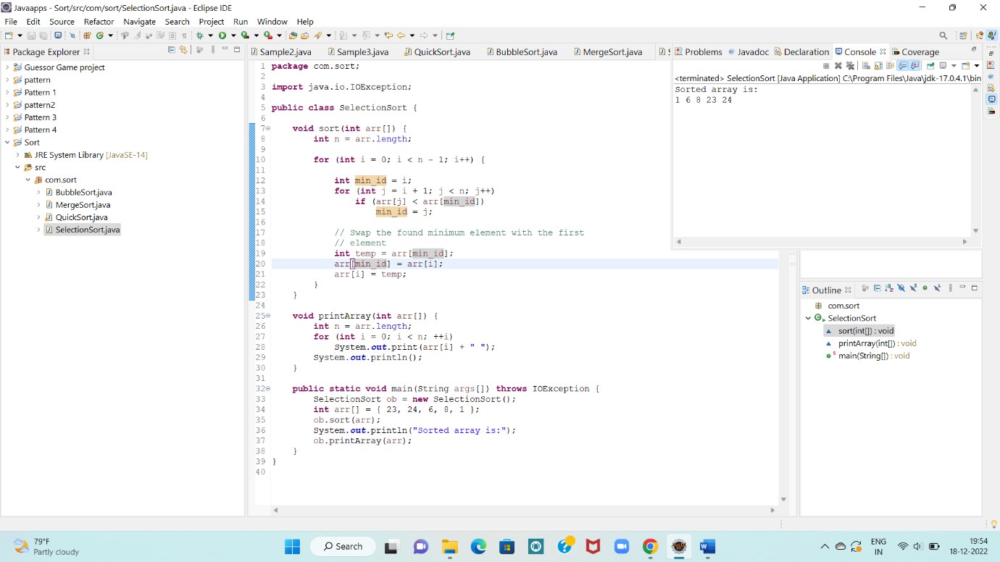 Javaapps - Sort/src/com/sort/SelectionSort.java - Eclipse IDE
File Edit Source Refactor Navigate Search Project Run Window Help
Package Explorer
Guessor Game project
pattern
Pattern 1
pattern2
Pattern 3
Pattern 4
Sort
JRE System Library [JavaSE-14]
src
com.sort
BubbleSort.java
MergeSort.java
QuickSort.java
SelectionSort.java
Sample2.java Sample3.java QuickSort.java BubbleSort.java MergeSort.java S
1 package com.sort;
2
3 import java.io.IOException;
4
5 public class SelectionSort {
6
7 void sort(int arr[]) {
8 int n = arr.length;
9
10 for (int i = 0; i < n - 1; i++) {
11
12 int min_id = i;
13 for (int j = i + 1; j < n; j++)
14 if (arr[j] < arr[min_id])
15 min_id = j;
16
17 // Swap the found minimum element with the first
18 // element
19 int temp = arr[min_id];
20 arr[min_id] = arr[i];
21 arr[i] = temp;
22 }
23 }
24
25 void printArray(int arr[]) {
26 int n = arr.length;
27 for (int i = 0; i < n; ++i)
28 System.out.print(arr[i] + " ");
29 System.out.println();
30 }
31
32 public static void main(String args[]) throws IOException {
33 SelectionSort ob = new SelectionSort();
34 int arr[] = { 23, 24, 6, 8, 1 };
35 ob.sort(arr);
36 System.out.println("Sorted array is:");
37 ob.printArray(arr);
38 }
39 }
40
Problems Javadoc Declaration Console Coverage
<terminated> SelectionSort [Java Application] C:\Program Files\Java\jdk-17.0.4.1\bin
Sorted array is:
1 6 8 23 24
Outline
com.sort
SelectionSort
sort(int[]) : void
printArray(int[]) : void
main(String[]) : void
79°F
Partly cloudy
Search
ENG
IN
19:54
18-12-2022